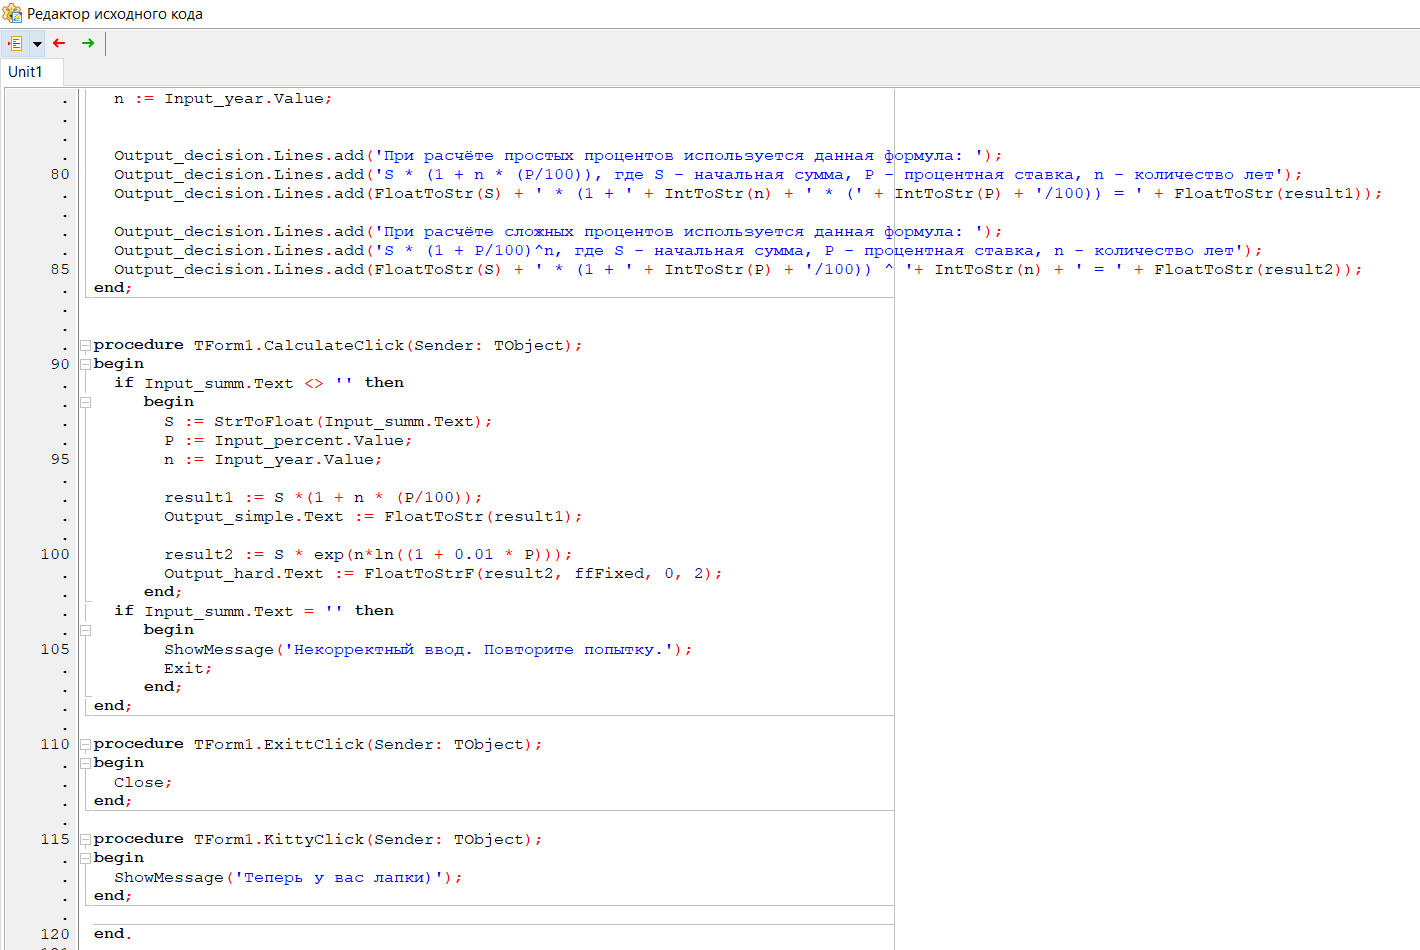 Редактор исходного кода
Unit1
. n := Input_year.Value;
.
.
. Output_decision.Lines.add('При расчёте простых процентов используется данная формула: ');
80 Output_decision.Lines.add('S * (1 + n * (P/100)), где S - начальная сумма, P - процентная ставка, n - количество лет');
. Output_decision.Lines.add(FloatToStr(S) + ' * (1 + ' + IntToStr(n) + ' * (' + IntToStr(P) + '/100)) = ' + FloatToStr(result1));
.
. Output_decision.Lines.add('При расчёте сложных процентов используется данная формула: ');
. Output_decision.Lines.add('S * (1 + P/100)^n, где S - начальная сумма, P - процентная ставка, n - количество лет');
85 Output_decision.Lines.add(FloatToStr(S) + ' * (1 + ' + IntToStr(P) + '/100)) ^ '+ IntToStr(n) + ' = ' + FloatToStr(result2));
. end;
.
.
. procedure TForm1.CalculateClick(Sender: TObject);
90 begin
. if Input_summ.Text <> '' then
. begin
. S := StrToFloat(Input_summ.Text);
. P := Input_percent.Value;
95 n := Input_year.Value;
.
. result1 := S *(1 + n * (P/100));
. Output_simple.Text := FloatToStr(result1);
.
100 result2 := S * exp(n*ln((1 + 0.01 * P)));
. Output_hard.Text := FloatToStrF(result2, ffFixed, 0, 2);
. end;
. if Input_summ.Text = '' then
. begin
105 ShowMessage('Некорректный ввод. Повторите попытку.');
. Exit;
. end;
. end;
.
110 procedure TForm1.ExittClick(Sender: TObject);
. begin
. Close;
. end;
.
115 procedure TForm1.KittyClick(Sender: TObject);
. begin
. ShowMessage('Теперь у вас лапки)');
. end;
.
120 end.